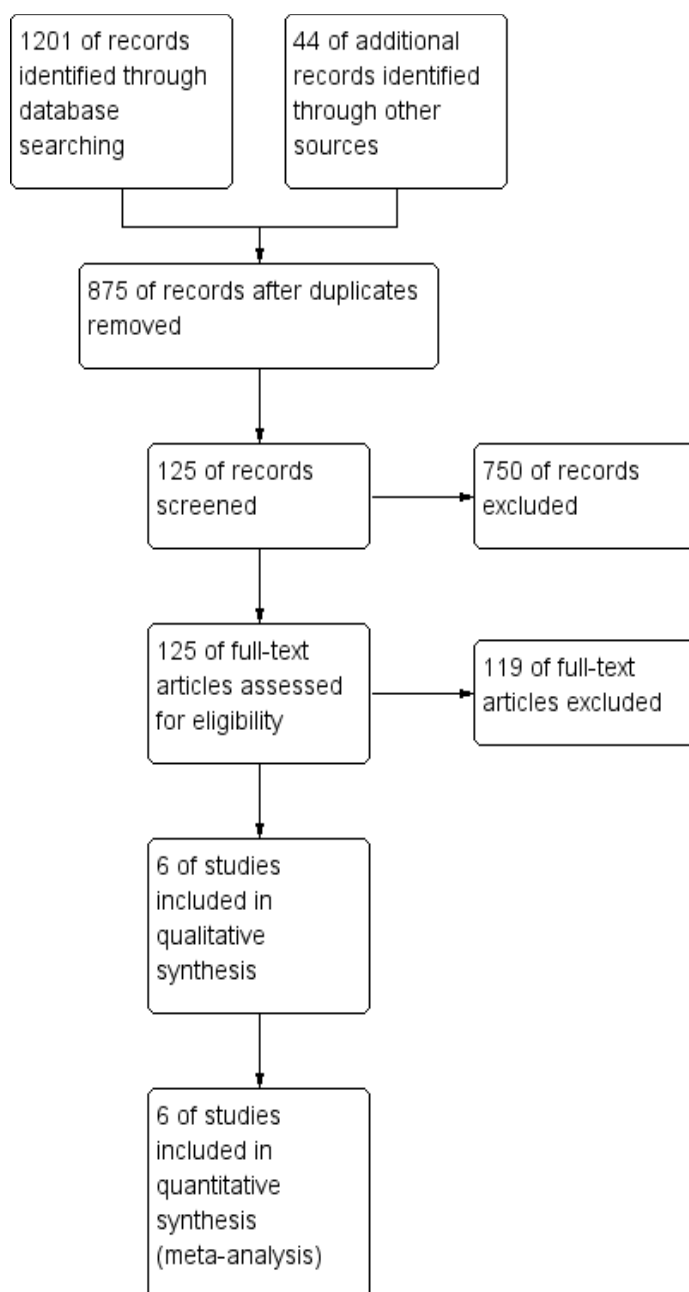 1201 of records
identified through
database
searching
44 of additional
records identified
through other
sources
875 of records after duplicates
removed
125 of records
screened
750 of records
excluded
125 of full-text
articles assessed
for eligibility
119 of full-text
articles excluded
6 of studies
included in
qualitative
synthesis
6 of studies
included in
quantitative
synthesis
(meta-analysis)